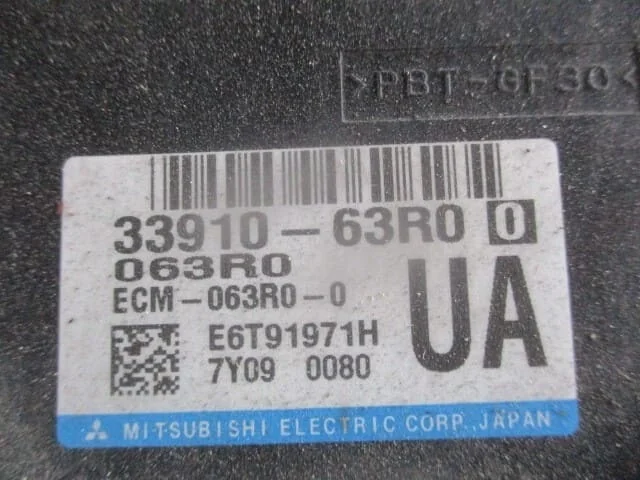 >PBT-GF30<
33910-63R0 0
063R0
ECM-063R0-0
UA
E6T91971H
7Y09 0080
MITSUBISHI ELECTRIC CORP., JAPAN